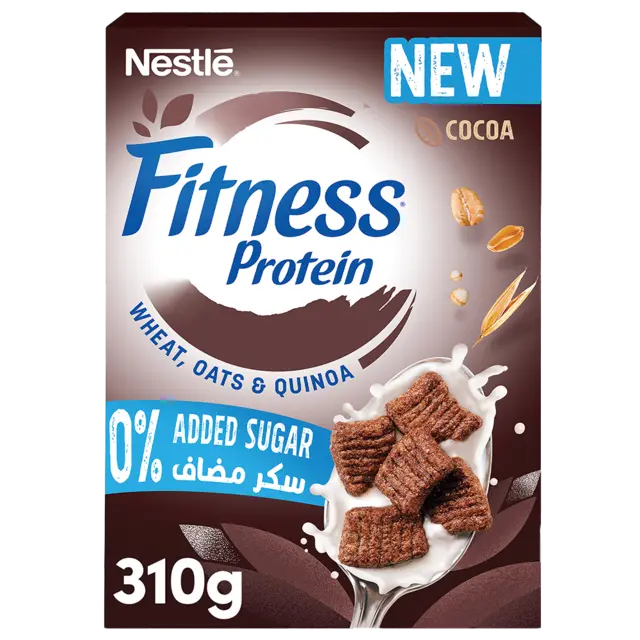 Nestlé®
NEW
COCOA
Fitness®
Protein
WHEAT, OATS & QUINOA
0% ADDED SUGAR
سكر مضاف
310g